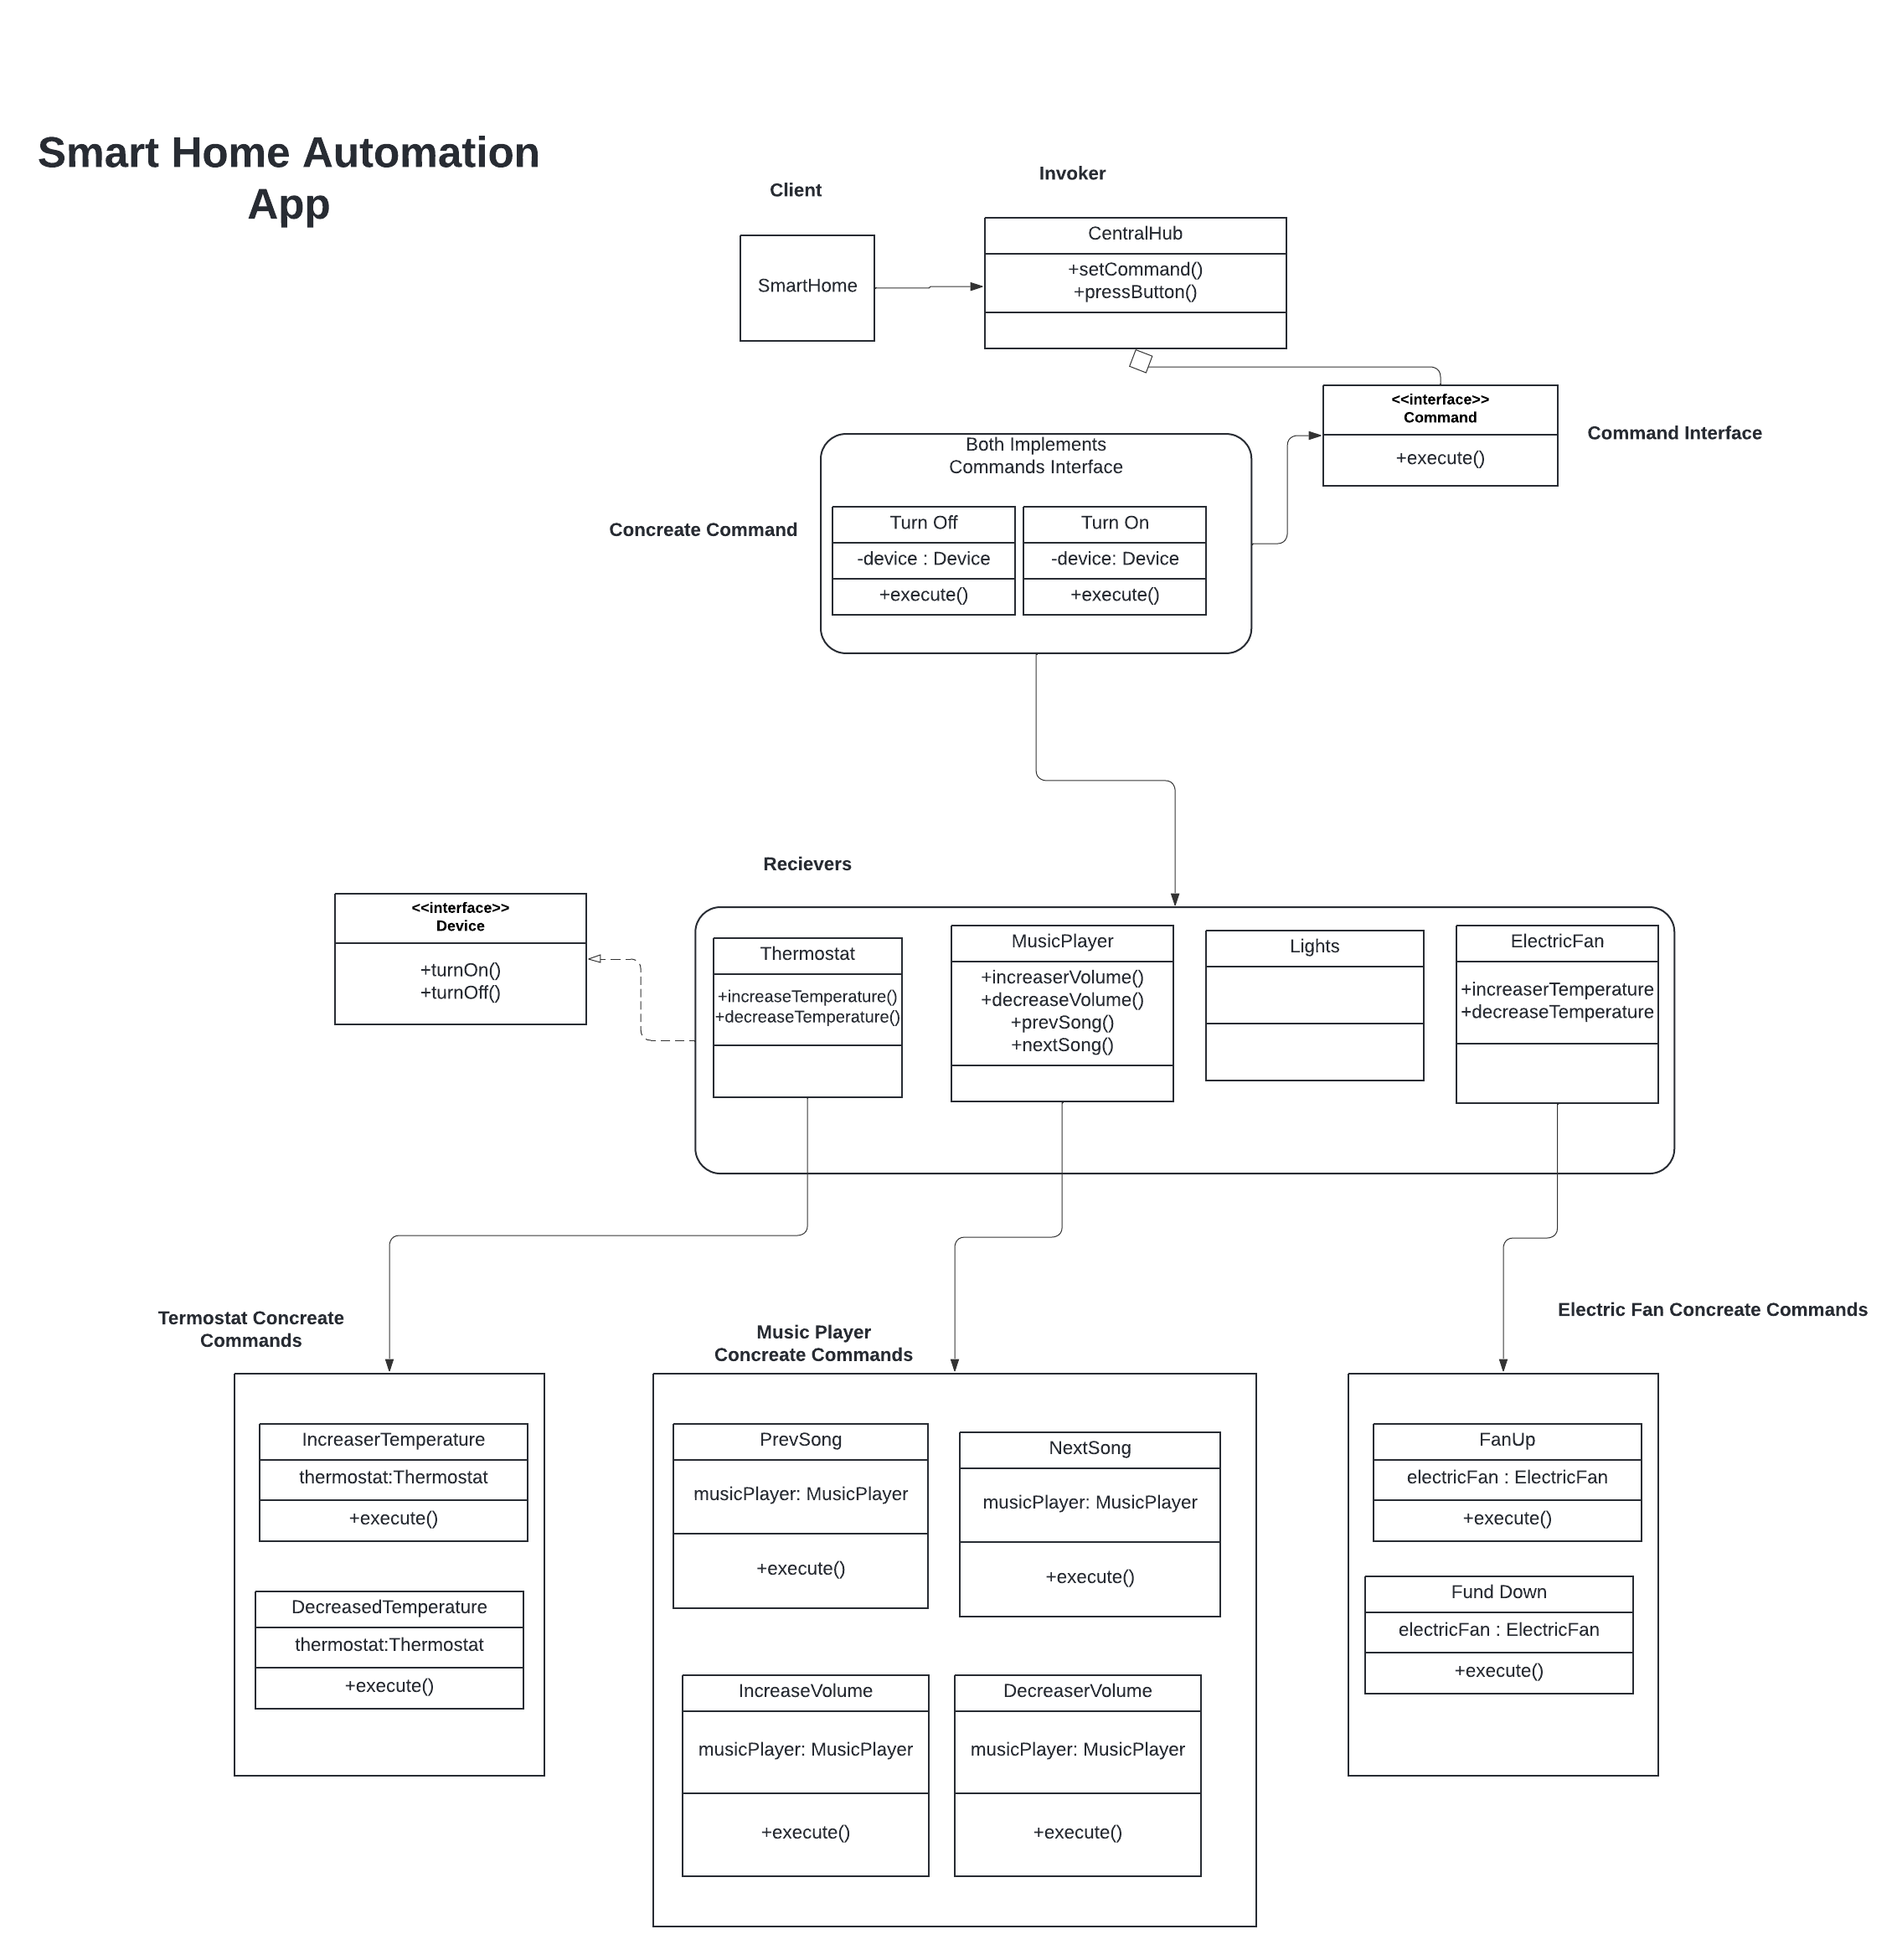 Smart Home Automation
App
Client
Invoker
SmartHome
CentralHub
+setCommand()
+pressButton()
<<interface>>
Command
+execute()
Command Interface
Both Implements
Commands Interface
Concreate Command
Turn Off
-device : Device
+execute()
Turn On
-device: Device
+execute()
Recievers
<<interface>>
Device
+turnOn()
+turnOff()
Thermostat
+increaseTemperature()
+decreaseTemperature()
MusicPlayer
+increaserVolume()
+decreaseVolume()
+prevSong()
+nextSong()
Lights
ElectricFan
+increaserTemperature
+decreaseTemperature
Termostat Concreate
Commands
Music Player
Concreate Commands
Electric Fan Concreate Commands
IncreaserTemperature
thermostat:Thermostat
+execute()
DecreasedTemperature
thermostat:Thermostat
+execute()
PrevSong
musicPlayer: MusicPlayer
+execute()
NextSong
musicPlayer: MusicPlayer
+execute()
IncreaseVolume
musicPlayer: MusicPlayer
+execute()
DecreaserVolume
musicPlayer: MusicPlayer
+execute()
FanUp
electricFan : ElectricFan
+execute()
Fund Down
electricFan : ElectricFan
+execute()